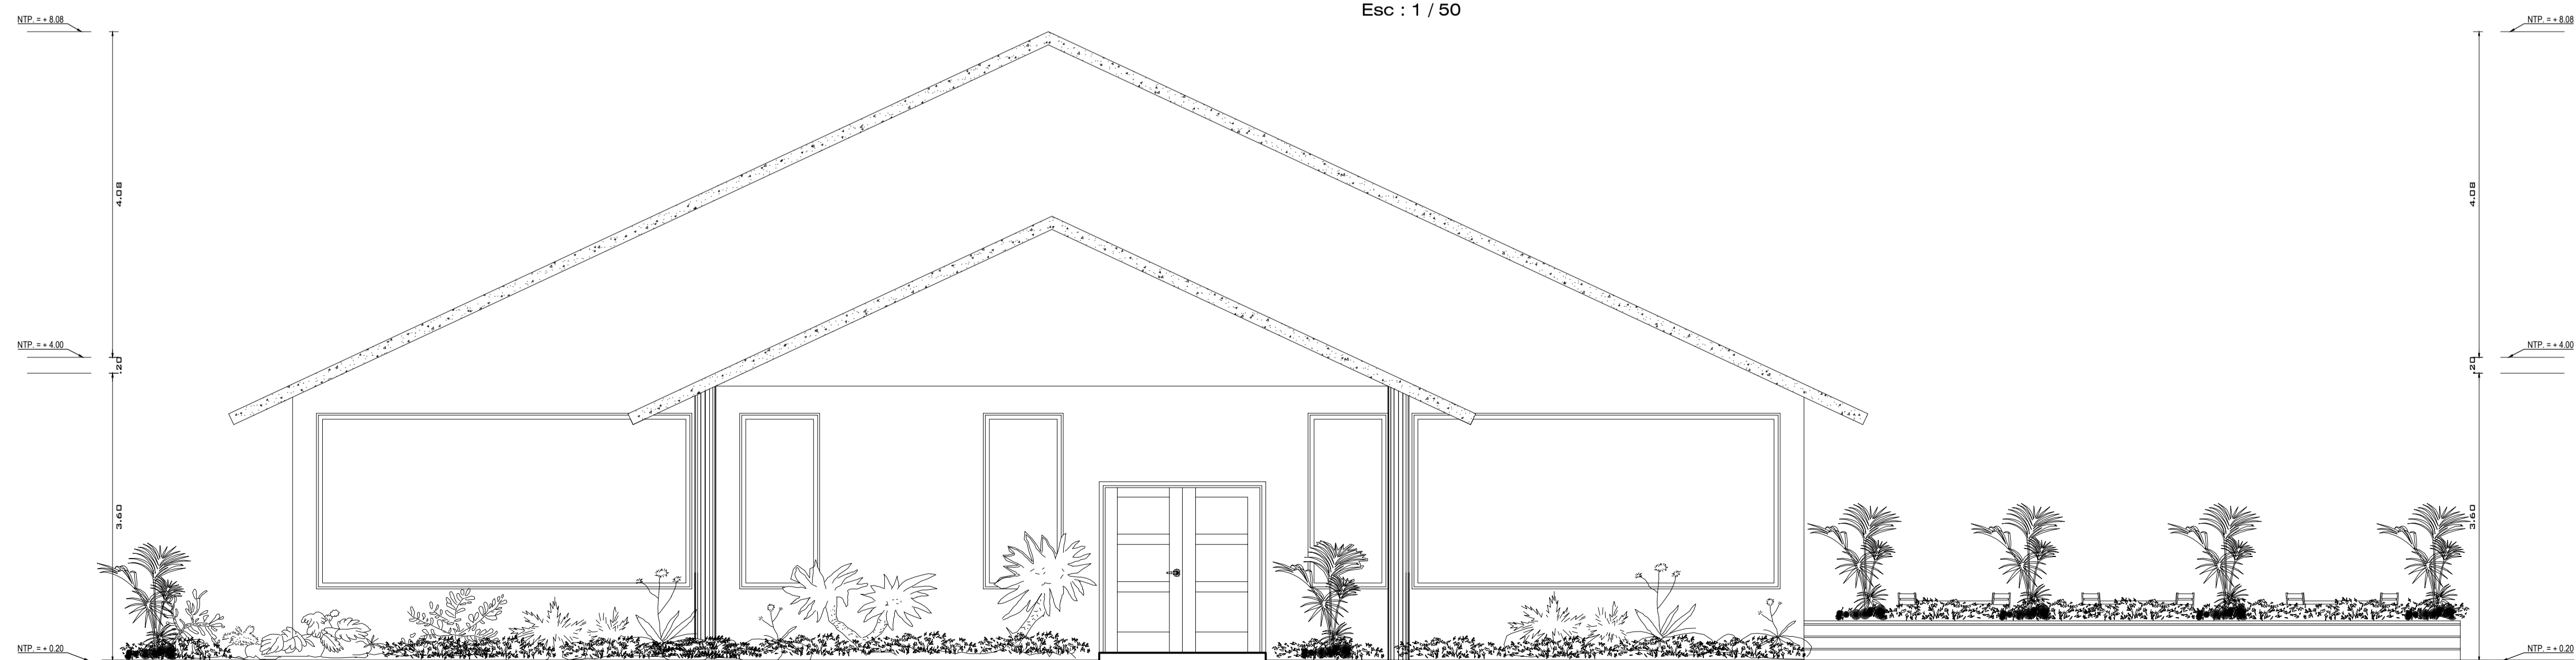 Esc : 1 / 50
NTP. = + 8.08
NTP. = + 8.08
4.08
4.08
NTP. = + 4.00
NTP. = + 4.00
.20
.20
3.60
3.60
NTP. = + 0.20
NTP. = + 0.20